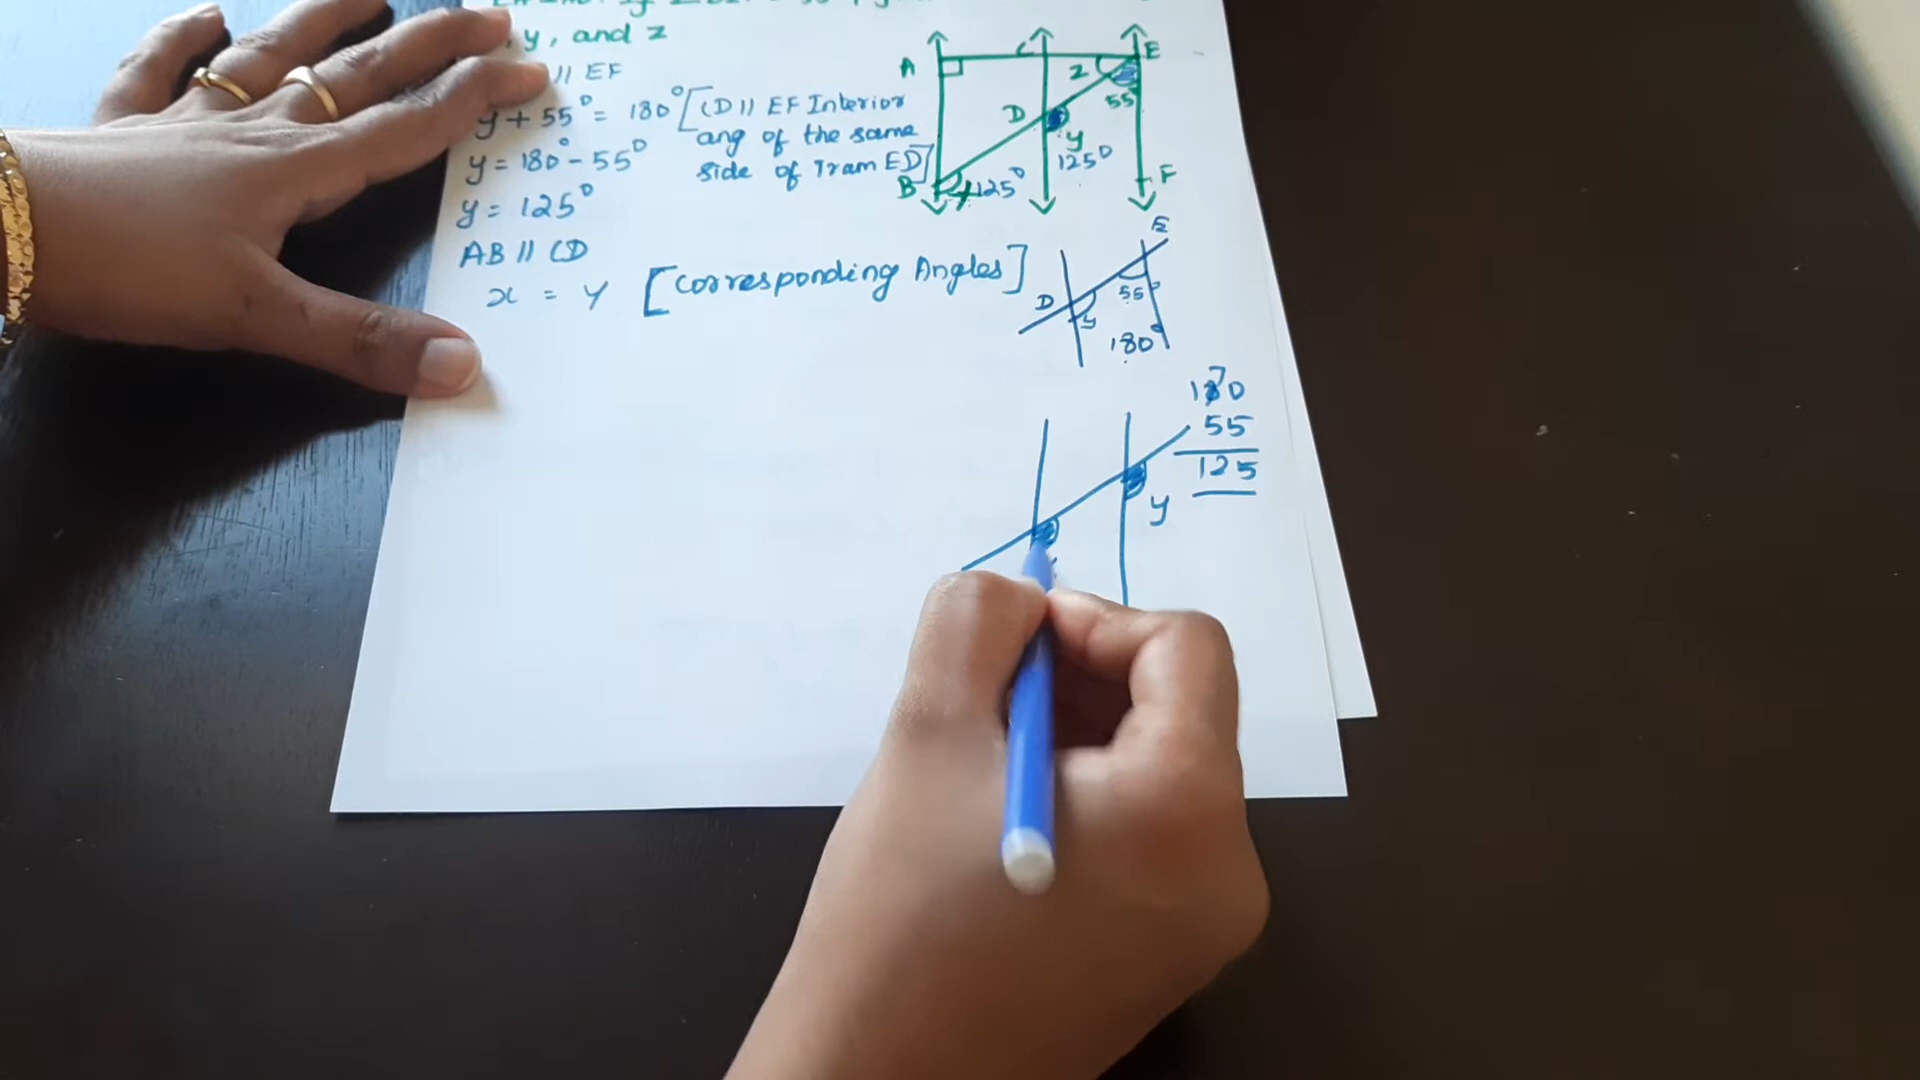 y, and z
// EF
y + 55° = 180° [CD // EF Interior
ang of the same
side of Tram ED]
y = 180° - 55°
y = 125°
AB // CD
x = y [corresponding Angles]
A
C
E
z
55
D
y
125°
B
x 125°
F
E
D
55
y
180
180
7
55
125
y